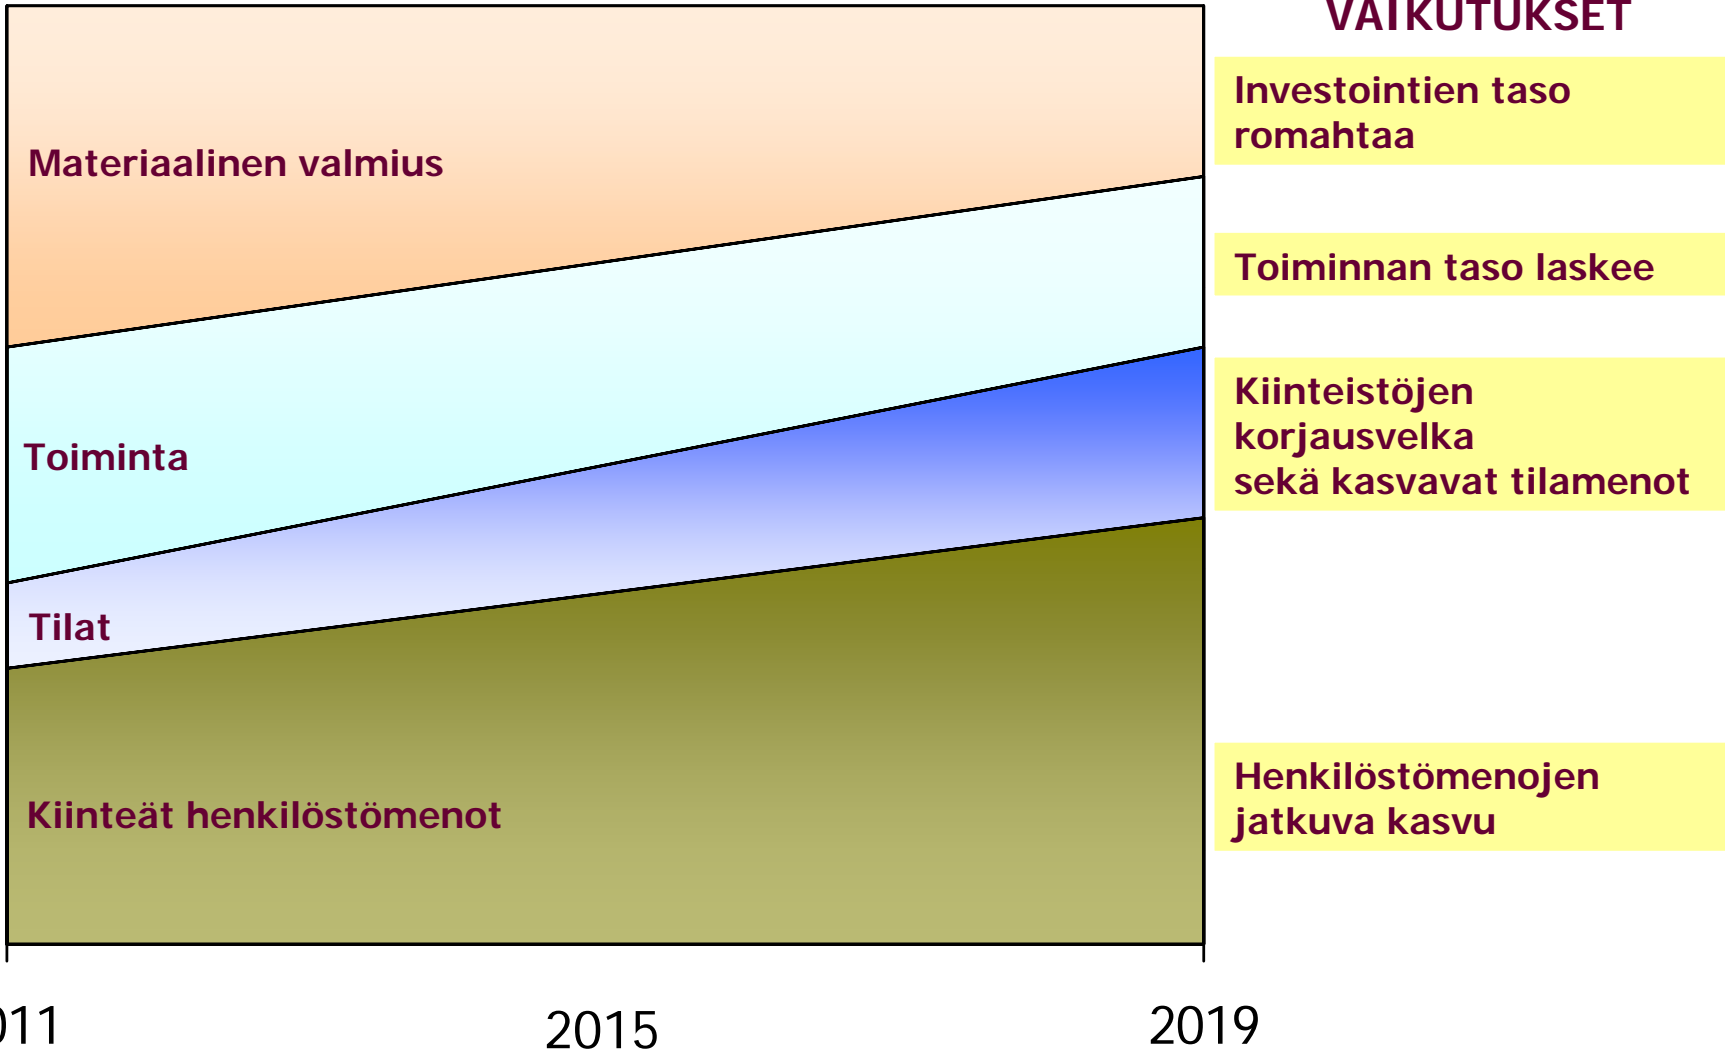 VAIKUTUKSET
Investointien taso
romahtaa
Materiaalinen valmius
Toiminnan taso laskee
Kiinteistöjen
korjausvelka
sekä kasvavat tilamenot
Toiminta
Tilat
Henkilöstömenojen
jatkuva kasvu
Kiinteät henkilöstömenot
011
2015
2019